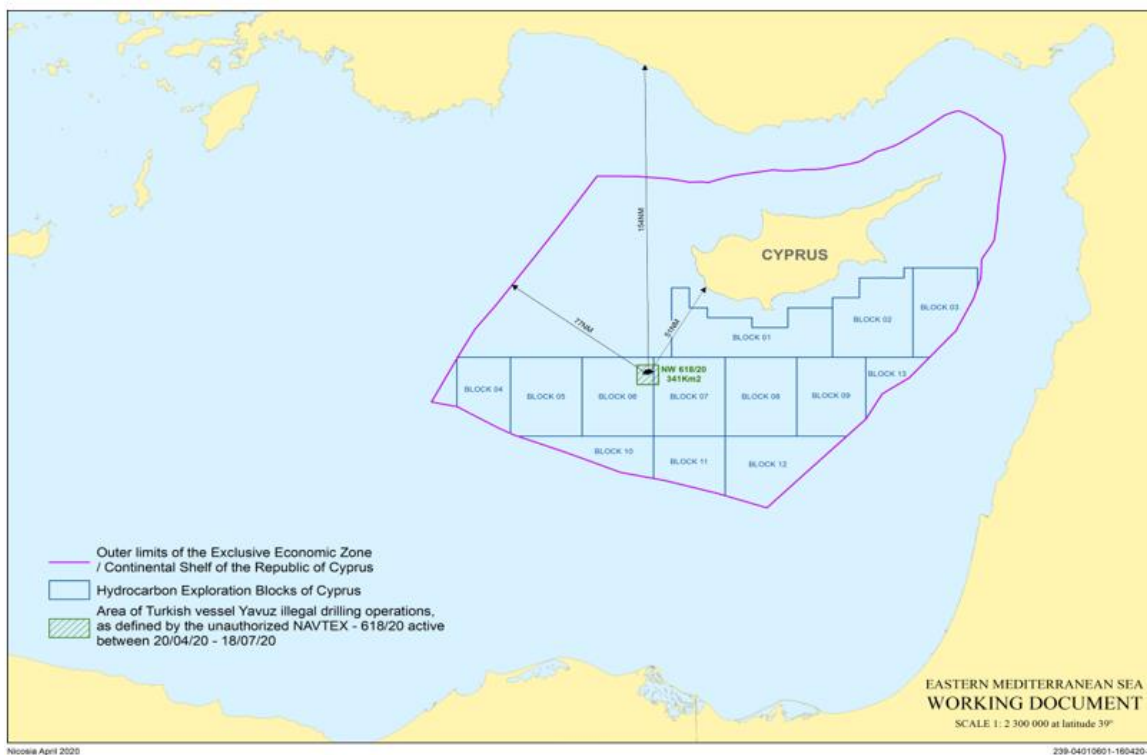 154NM
CYPRUS
77NM
51NM
BLOCK 03
BLOCK 02
BLOCK 01
NW 618/20
341Km2
BLOCK 13
BLOCK 04
BLOCK 05
BLOCK 06
BLOCK 07
BLOCK 08
BLOCK 09
BLOCK 10
BLOCK 11
BLOCK 12
Outer limits of the Exclusive Economic Zone
/ Continental Shelf of the Republic of Cyprus
Hydrocarbon Exploration Blocks of Cyprus
Area of Turkish vessel Yavuz illegal drilling operations,
as defined by the unauthorized NAVTEX - 618/20 active
between 20/04/20 - 18/07/20
EASTERN MEDITERRANEAN SEA
WORKING DOCUMENT
SCALE 1: 2 300 000 at latitude 39°
Nicosia April 2020
239-04010601-160420